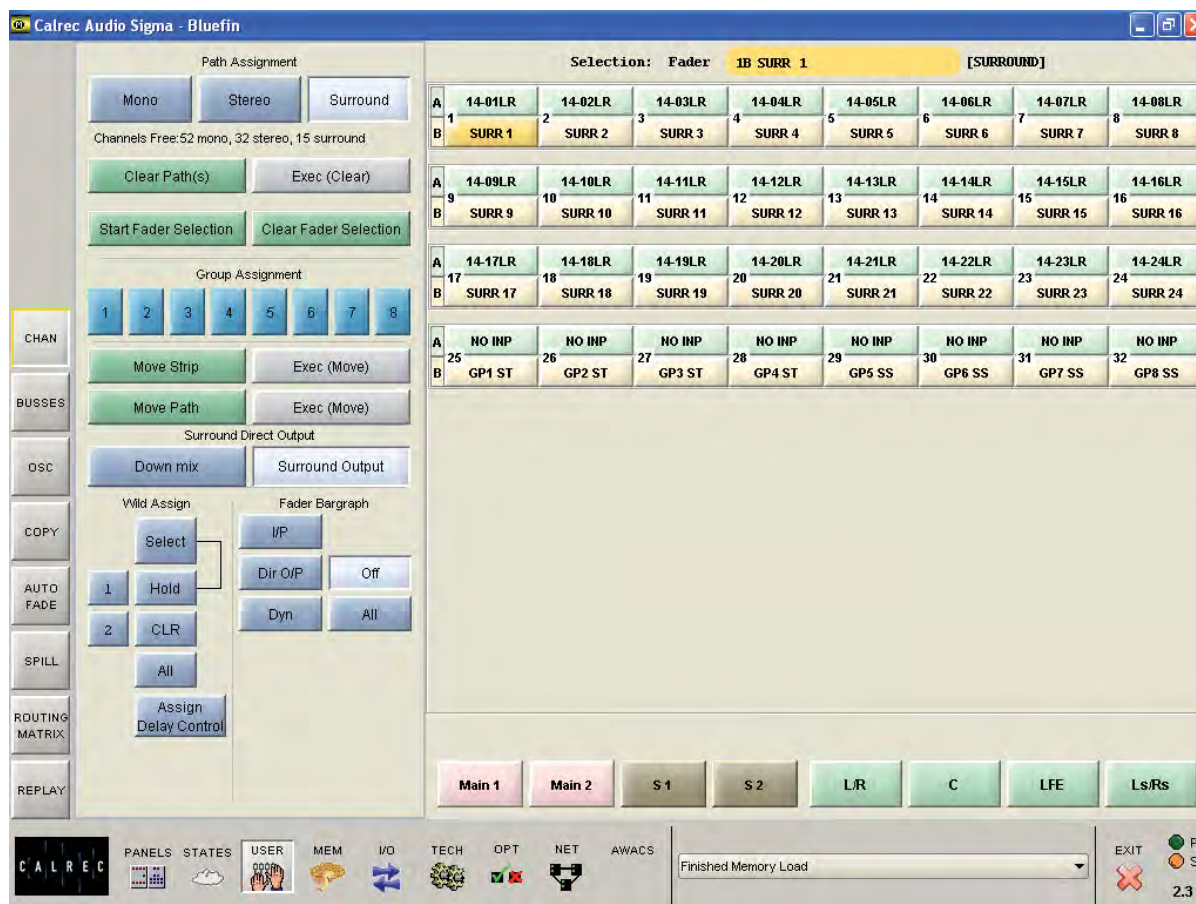 Calrec Audio Sigma - Bluefin
Path Assignment
Mono Stereo Surround
Channels Free:52 mono, 32 stereo, 15 surround
Clear Path(s) Exec (Clear)
Start Fader Selection Clear Fader Selection
Group Assignment
1 2 3 4 5 6 7 8
Move Strip Exec (Move)
Move Path Exec (Move)
Surround Direct Output
Down mix Surround Output
Wild Assign Fader Bargraph
Select I/P
1 Hold Dir O/P Off
2 CLR Dyn All
All
Assign
Delay Control
CHAN
BUSSES
OSC
COPY
AUTO
FADE
SPILL
ROUTING
MATRIX
REPLAY
Selection: Fader 1B SURR 1 [SURROUND]
A 14-01LR 14-02LR 14-03LR 14-04LR 14-05LR 14-06LR 14-07LR 14-08LR
1 2 3 4 5 6 7 8
B SURR 1 SURR 2 SURR 3 SURR 4 SURR 5 SURR 6 SURR 7 SURR 8
A 14-09LR 14-10LR 14-11LR 14-12LR 14-13LR 14-14LR 14-15LR 14-16LR
9 10 11 12 13 14 15 16
B SURR 9 SURR 10 SURR 11 SURR 12 SURR 13 SURR 14 SURR 15 SURR 16
A 14-17LR 14-18LR 14-19LR 14-20LR 14-21LR 14-22LR 14-23LR 14-24LR
17 18 19 20 21 22 23 24
B SURR 17 SURR 18 SURR 19 SURR 20 SURR 21 SURR 22 SURR 23 SURR 24
A NO INP NO INP NO INP NO INP NO INP NO INP NO INP NO INP
25 26 27 28 29 30 31 32
B GP1 ST GP2 ST GP3 ST GP4 ST GP5 SS GP6 SS GP7 SS GP8 SS
Main 1 Main 2 S 1 S 2 L/R C LFE Ls/Rs
CALREC PANELS STATES USER MEM I/O TECH OPT NET AWACS
Finished Memory Load
EXIT P
S
2.3